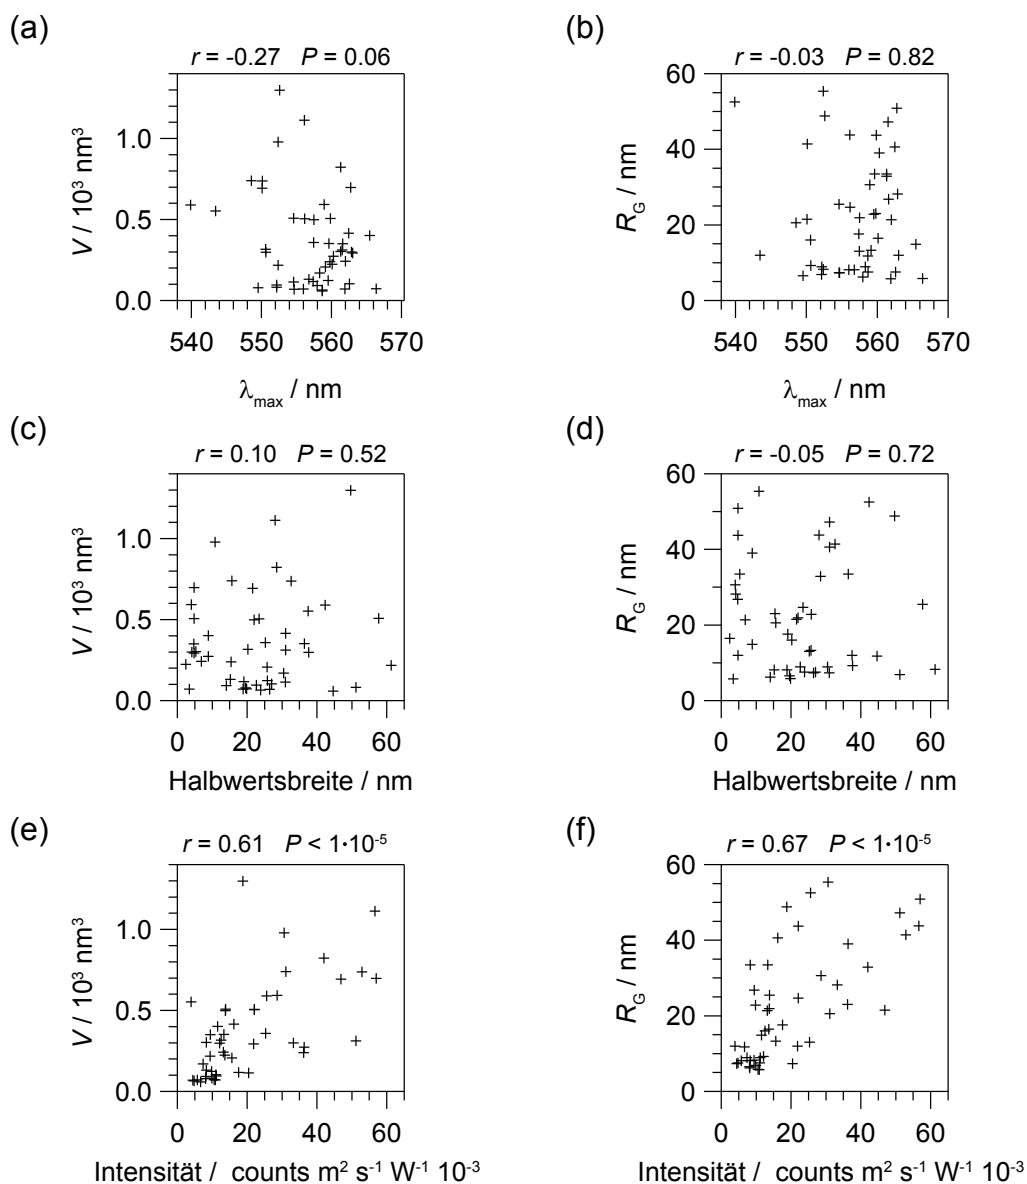 (a)
r = -0.27 P = 0.06
V / 10³ nm³
1.0
0.5
0.0
540 550 560 570
λmax / nm
(b)
r = -0.03 P = 0.82
RG / nm
60
40
20
0
540 550 560 570
λmax / nm
(c)
r = 0.10 P = 0.52
V / 10³ nm³
1.0
0.5
0.0
0 20 40 60
Halbwertsbreite / nm
(d)
r = -0.05 P = 0.72
RG / nm
60
40
20
0
0 20 40 60
Halbwertsbreite / nm
(e)
r = 0.61 P < 1·10⁻⁵
V / 10³ nm³
1.0
0.5
0.0
0 20 40 60
Intensität / counts m² s⁻¹ W⁻¹ 10⁻³
(f)
r = 0.67 P < 1·10⁻⁵
RG / nm
60
40
20
0
0 20 40 60
Intensität / counts m² s⁻¹ W⁻¹ 10⁻³